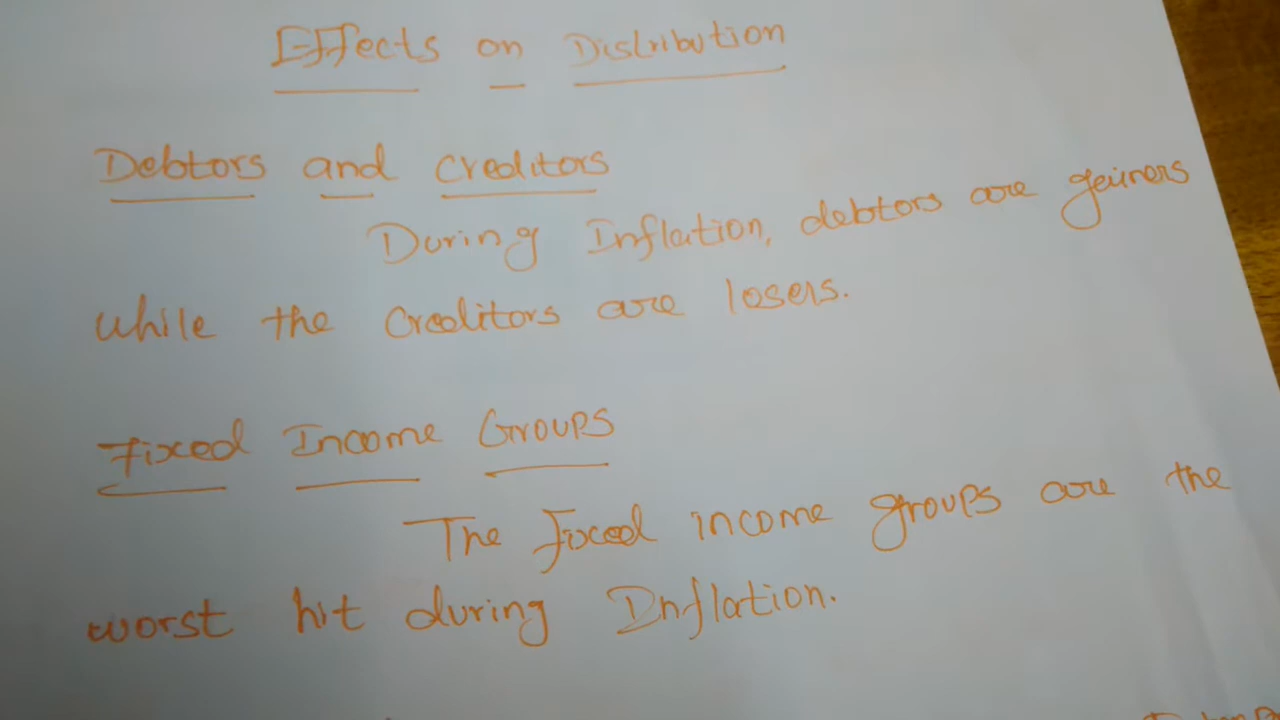 Effects on Distribution
Debtors and Creditors
During Inflation, debtors are gainers
while the Creditors are losers.
Fixed Income Groups
The Fixed income groups are the
worst hit during Inflation.